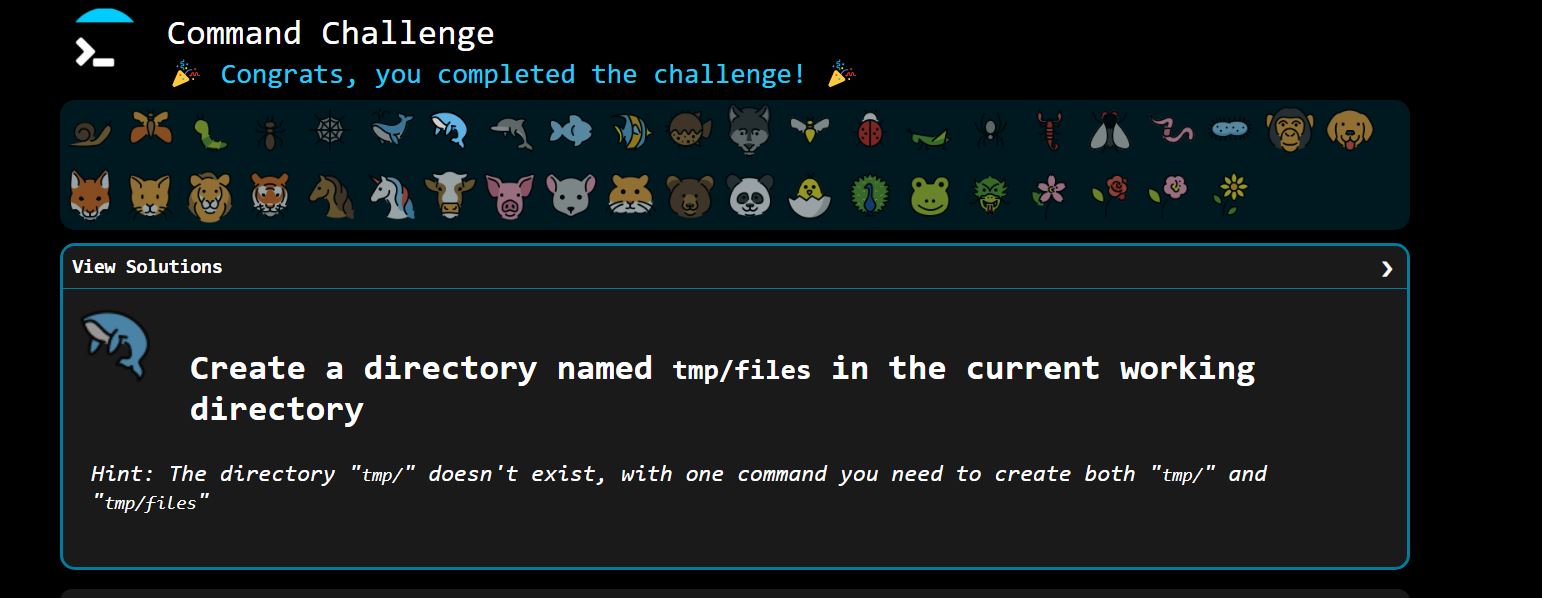 Command Challenge
🎉 Congrats, you completed the challenge! 🎉
View Solutions
Create a directory named tmp/files in the current working
directory
Hint: The directory "tmp/" doesn't exist, with one command you need to create both "tmp/" and
"tmp/files"